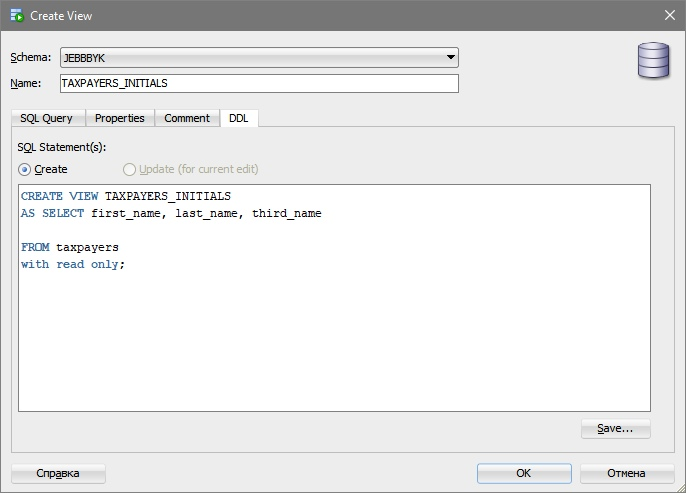 Create View
Schema: JEBBBYK
Name: TAXPAYERS_INITIALS
SQL Query Properties Comment DDL
SQL Statement(s):
Create Update (for current edit)
CREATE VIEW TAXPAYERS_INITIALS
AS SELECT first_name, last_name, third_name
FROM taxpayers
with read only;
Save...
Справка OK Отмена